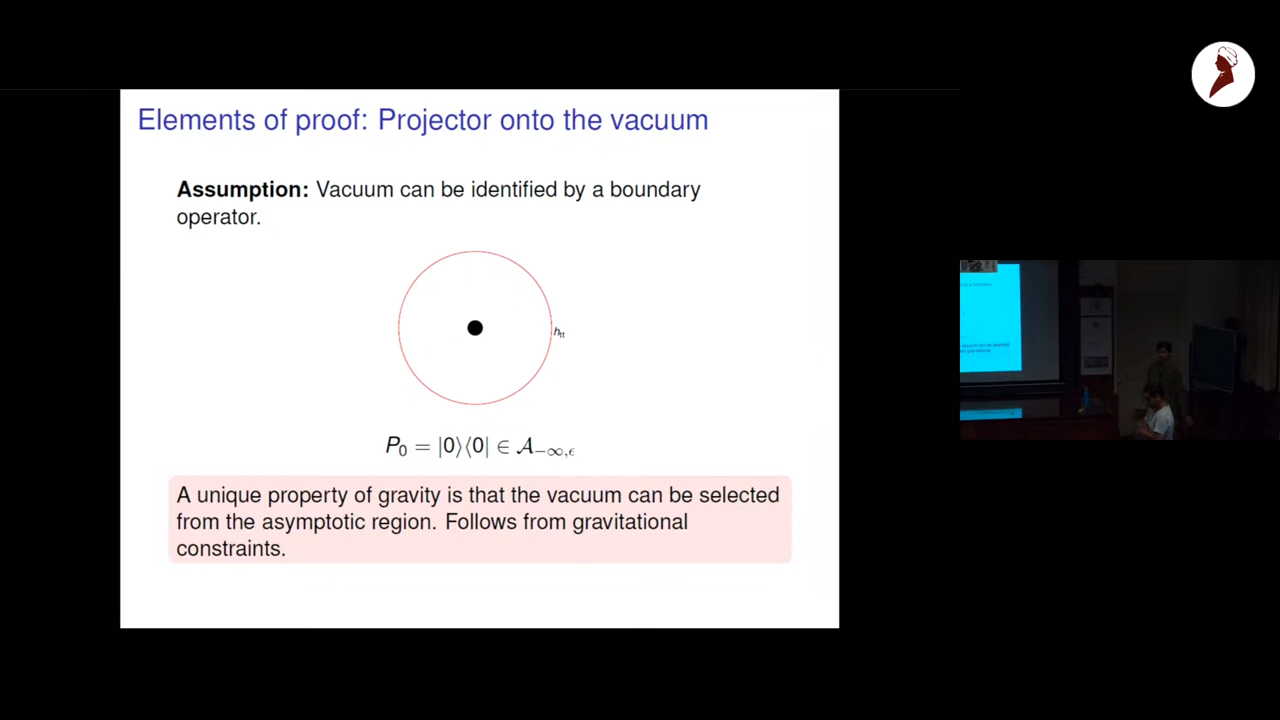 Elements of proof: Projector onto the vacuum
Assumption: Vacuum can be identified by a boundary
operator.
hₜₜ
P₀ = |0⟩⟨0| ∈ 𝒜₋∞,ϵ
A unique property of gravity is that the vacuum can be selected
from the asymptotic region. Follows from gravitational
constraints.